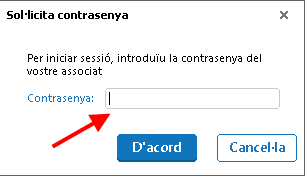 Sol·licita contrasenya
Per iniciar sessió, introduïu la contrasenya del
vostre associat
Contrasenya:
D'acord
Cancel·la